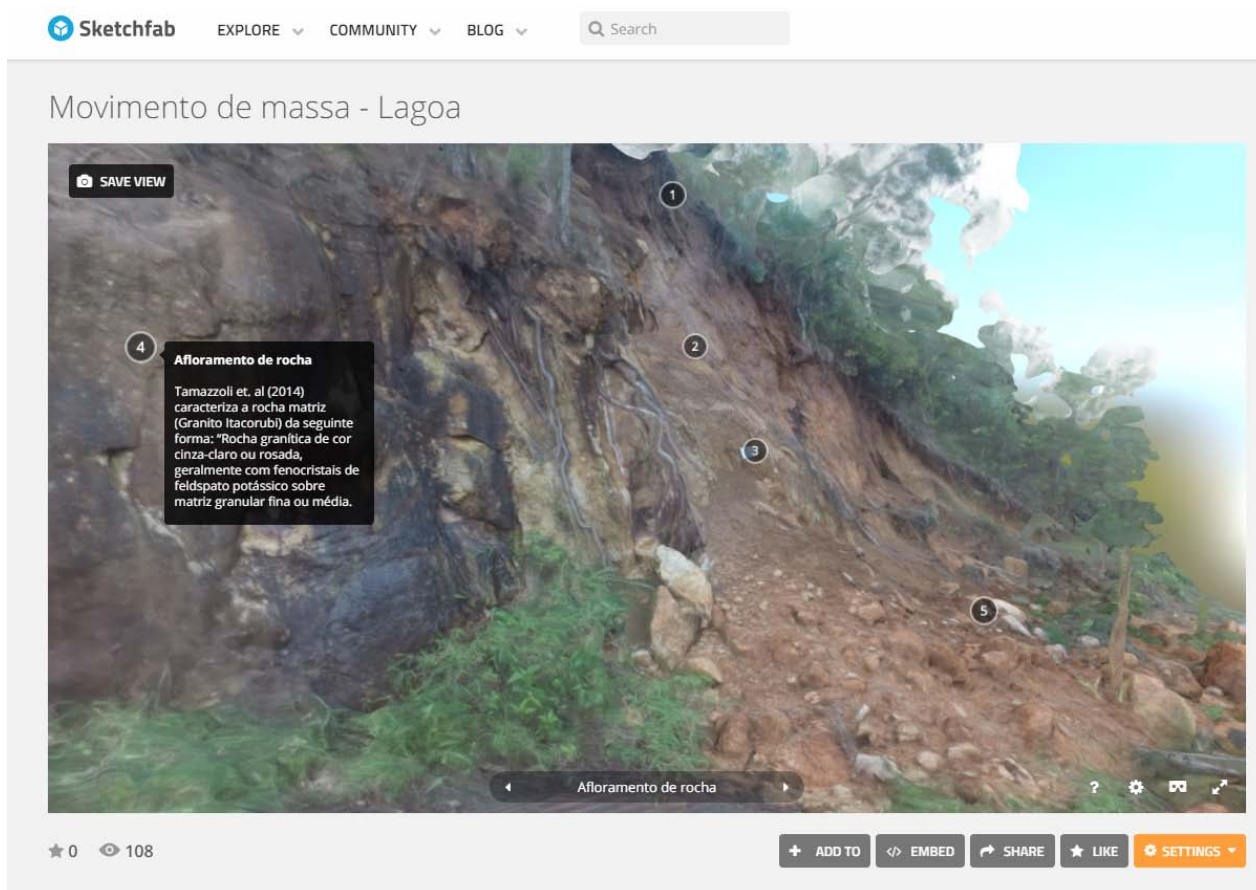 Sketchfab EXPLORE COMMUNITY BLOG Search
Movimento de massa - Lagoa
SAVE VIEW
1
2
3
4
Afloramento de rocha
Tamazzoli et. al (2014)
caracteriza a rocha matriz
(Granito Itacorubi) da seguinte
forma: "Rocha granítica de cor
cinza-claro ou rosada,
geralmente com fenocristais de
feldspato potássico sobre
matriz granular fina ou média.
5
Afloramento de rocha
?
0 108
+ ADD TO </> EMBED SHARE LIKE SETTINGS